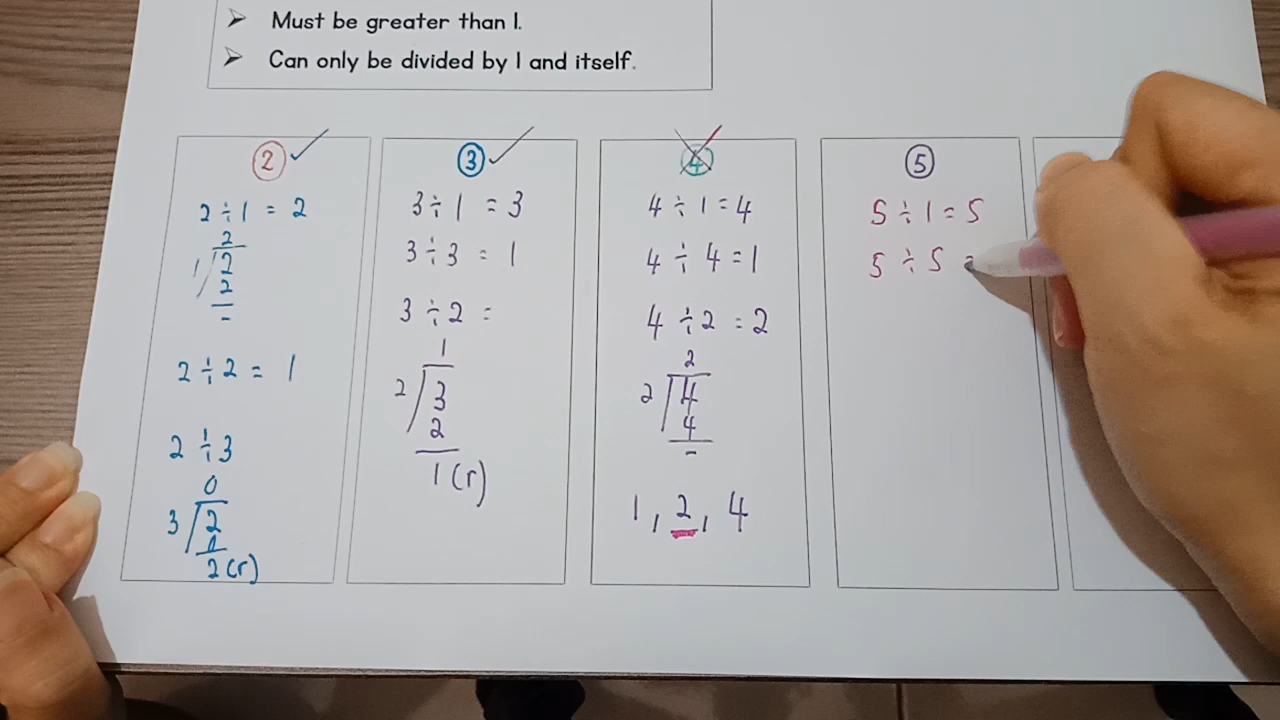 ➢ Must be greater than 1.
➢ Can only be divided by 1 and itself.
2 ✓
2 ÷ 1 = 2
2
1 2
2
-
2 ÷ 2 = 1
2 ÷ 3
0
3 2
0
2 (r)
3 ✓
3 ÷ 1 = 3
3 ÷ 3 = 1
3 ÷ 2 =
1
2 3
2
1 (r)
4
4 ÷ 1 = 4
4 ÷ 4 = 1
4 ÷ 2 = 2
2
2 4
4
-
1, 2, 4
5
5 ÷ 1 = 5
5 ÷ 5 =